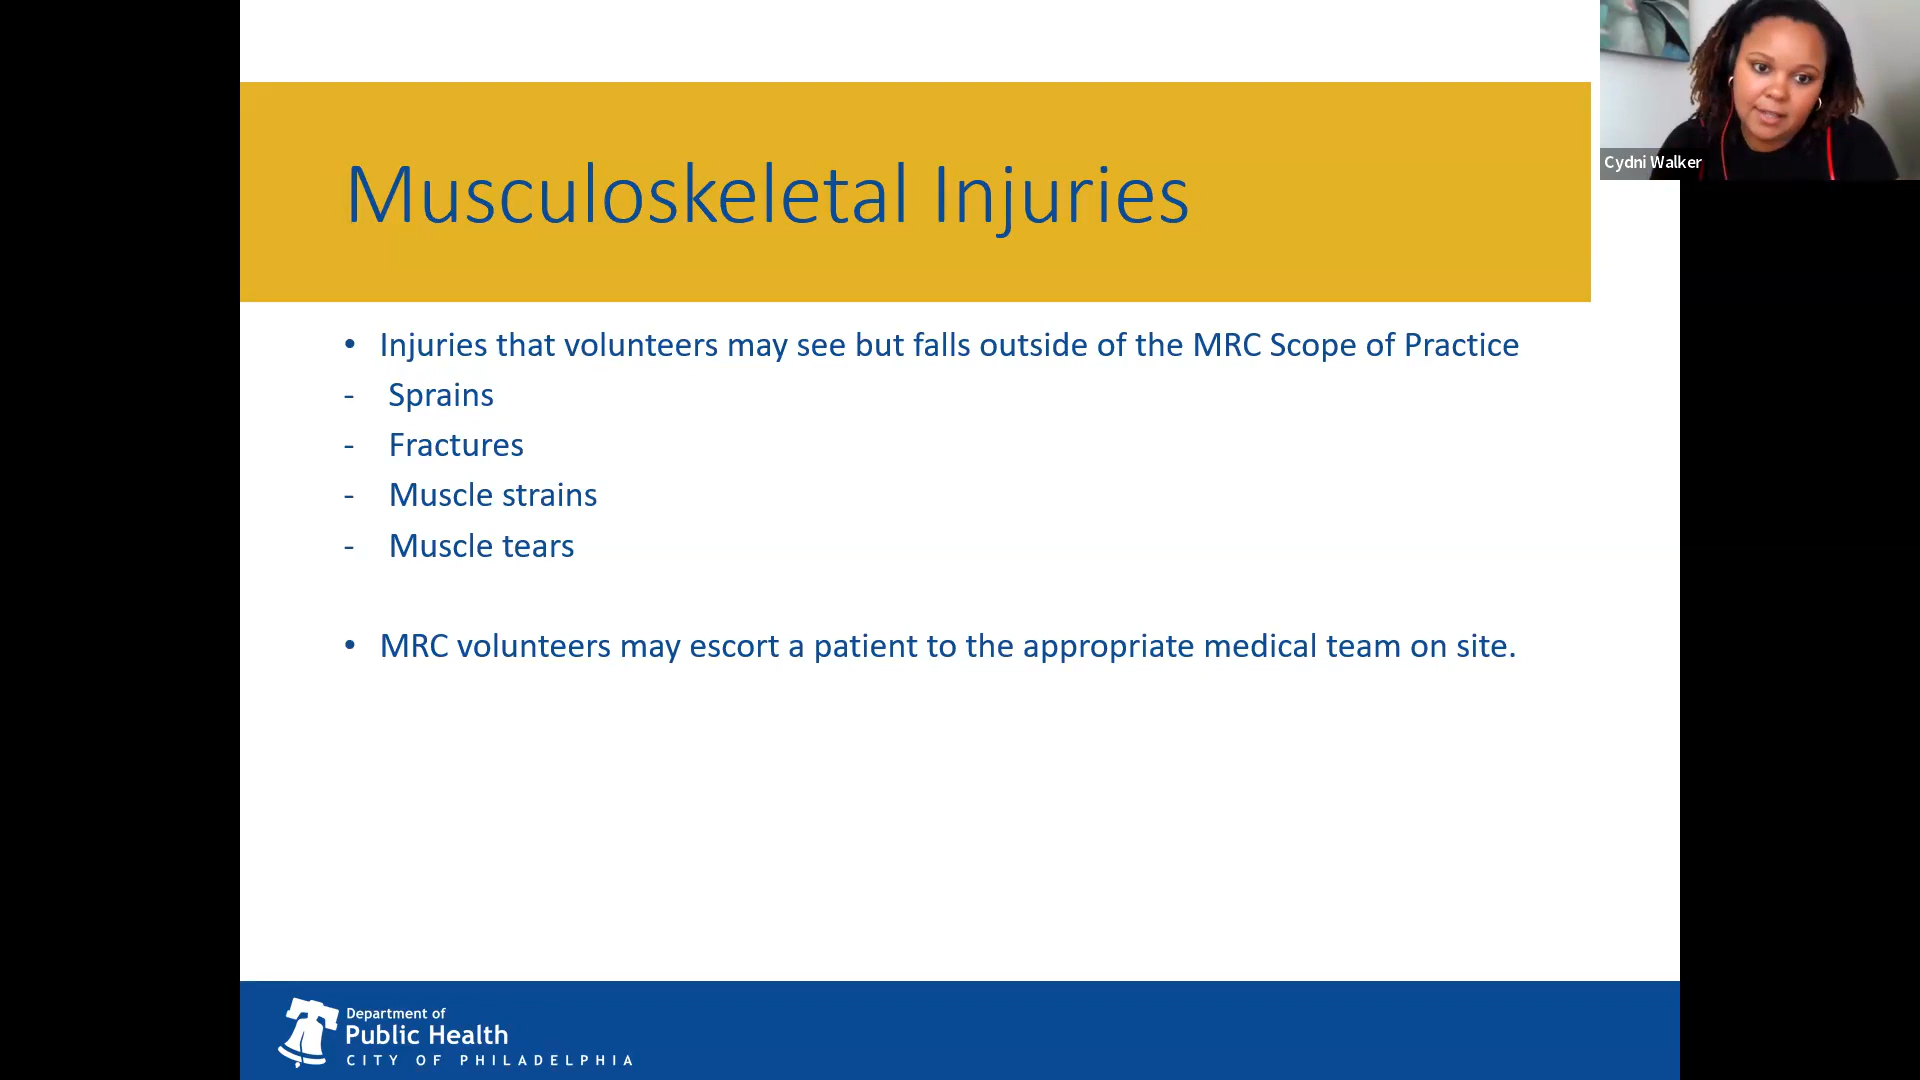 Musculoskeletal Injuries
• Injuries that volunteers may see but falls outside of the MRC Scope of Practice
- Sprains
- Fractures
- Muscle strains
- Muscle tears
• MRC volunteers may escort a patient to the appropriate medical team on site.
Cydni Walker
Department of
Public Health
CITY OF PHILADELPHIA